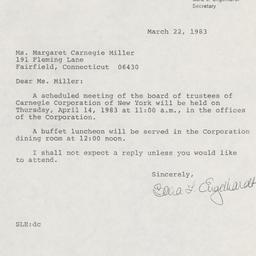 Secretary
March 22, 1983
Ms. Margaret Carnegie Miller
191 Fleming Lane
Fairfield, Connecticut 06430
Dear Ms. Miller:
A scheduled meeting of the board of trustees of
Carnegie Corporation of New York will be held on
Thursday, April 14, 1983 at 11:00 a.m., in the offices
of the Corporation.
A buffet luncheon will be served in the Corporation
dining room at 12:00 noon.
I shall not expect a reply unless you would like
to attend.
Sincerely,
Engelhardt
SLE:dc